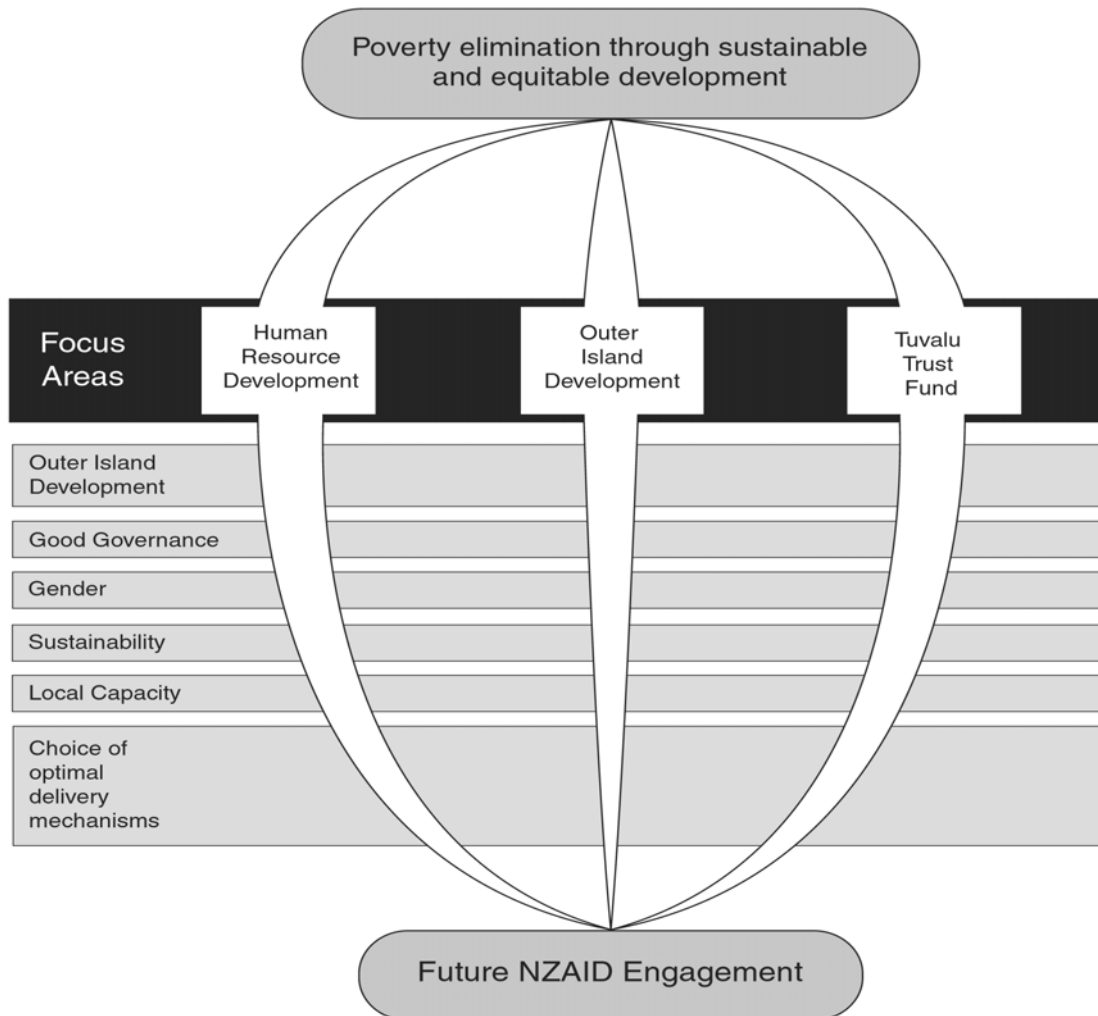 Poverty elimination through sustainable
and equitable development
Focus
Areas
Human
Resource
Development
Outer
Island
Development
Tuvalu
Trust
Fund
Outer Island
Development
Good Governance
Gender
Sustainability
Local Capacity
Choice of
optimal
delivery
mechanisms
Future NZAID Engagement